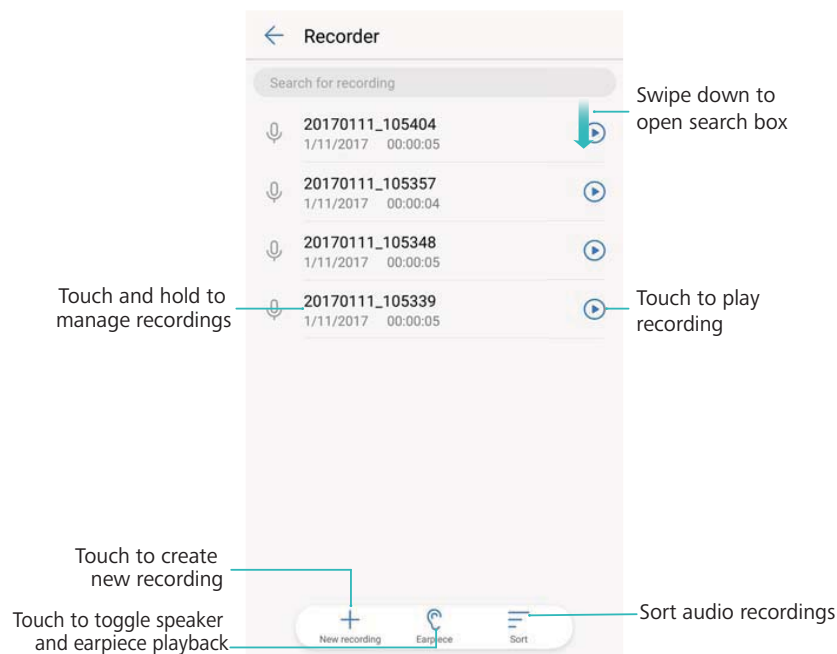 Recorder
Search for recording
Swipe down to
open search box
20170111_105404
1/11/2017 00:00:05
20170111_105357
1/11/2017 00:00:04
20170111_105348
1/11/2017 00:00:05
Touch and hold to
manage recordings
20170111_105339
1/11/2017 00:00:05
Touch to play
recording
Touch to create
new recording
Touch to toggle speaker
and earpiece playback
New recording
Earpiece
Sort
Sort audio recordings